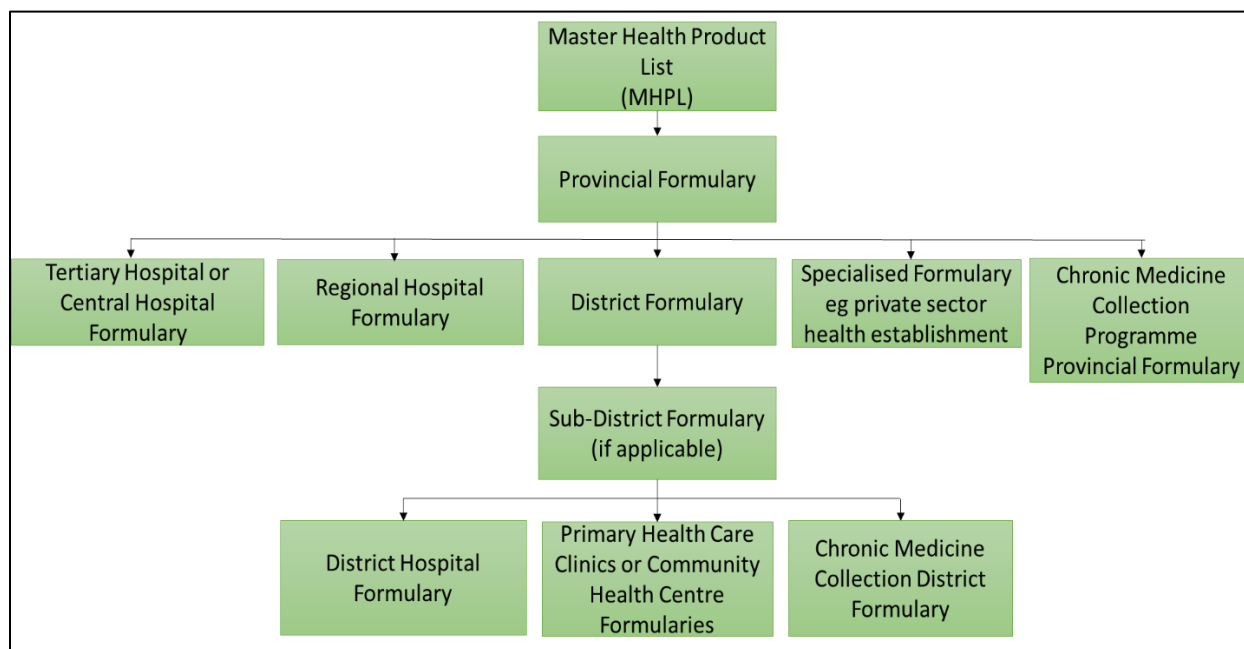 Master Health Product
List
(MHPL)
Provincial Formulary
Tertiary Hospital or
Central Hospital
Formulary
Regional Hospital
Formulary
District Formulary
Specialised Formulary
eg private sector
health establishment
Chronic Medicine
Collection
Programme
Provincial Formulary
Sub-District Formulary
(if applicable)
District Hospital
Formulary
Primary Health Care
Clinics or Community
Health Centre
Formularies
Chronic Medicine
Collection District
Formulary